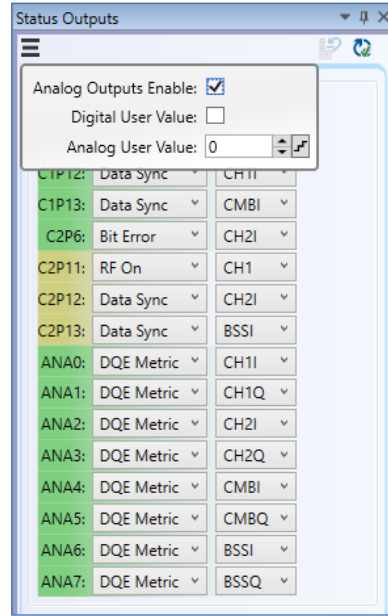 Status Outputs
Analog Outputs Enable:
Digital User Value:
Analog User Value: 0
C1P12: Data Sync CH1I
C1P13: Data Sync CMBI
C2P6: Bit Error CH2I
C2P11: RF On CH1
C2P12: Data Sync CH2I
C2P13: Data Sync BSSI
ANA0: DQE Metric CH1I
ANA1: DQE Metric CH1Q
ANA2: DQE Metric CH2I
ANA3: DQE Metric CH2Q
ANA4: DQE Metric CMBI
ANA5: DQE Metric CMBQ
ANA6: DQE Metric BSSI
ANA7: DQE Metric BSSQ